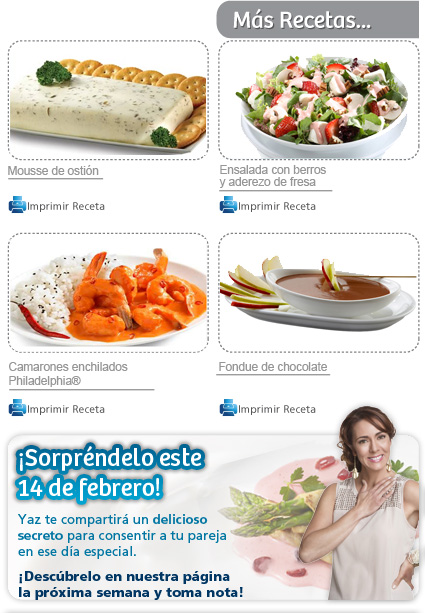 Más Recetas...
Mousse de ostión
Ensalada con berros
y aderezo de fresa
Imprimir Receta
Imprimir Receta
Camarones enchilados
Philadelphia®
Fondue de chocolate
Imprimir Receta
Imprimir Receta
¡Sorpréndelo este
14 de febrero!
Yaz te compartirá un delicioso
secreto para consentir a tu pareja
en ese día especial.
¡Descúbrelo en nuestra página
la próxima semana y toma nota!